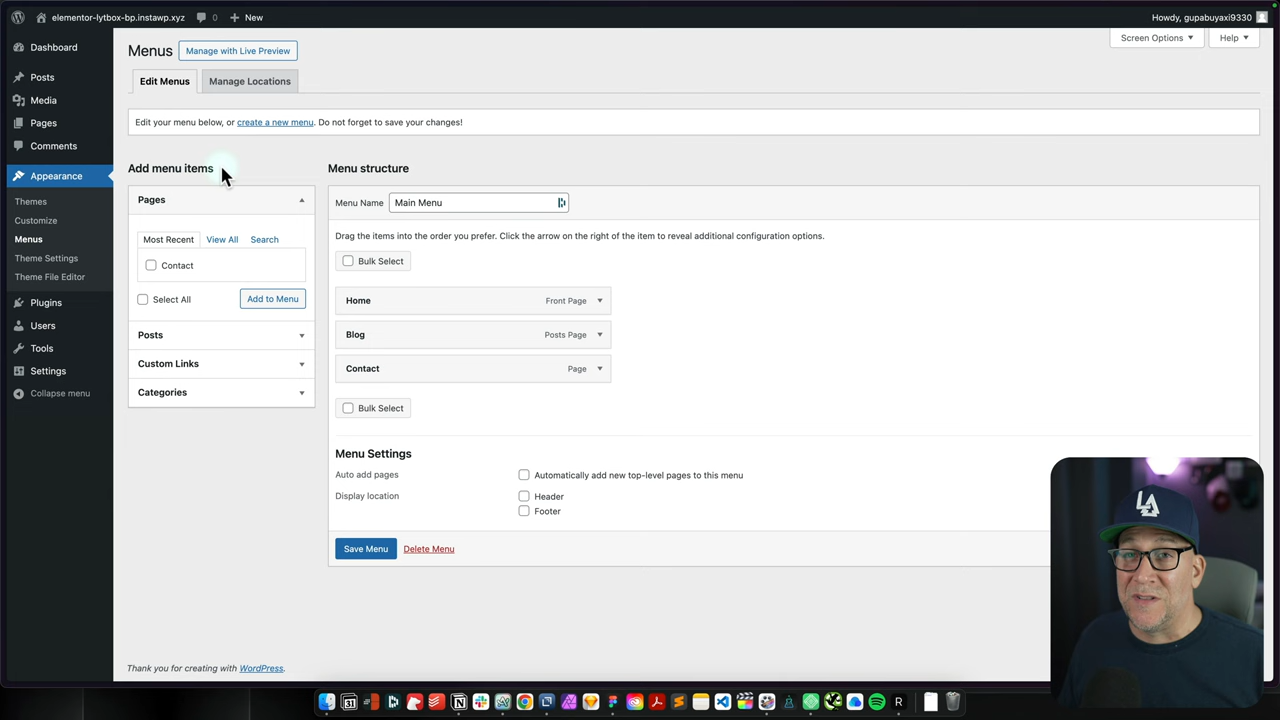 elementor-lytbox-bp.instawp.xyz 0 New Howdy, gupabuyaxi9330
Screen Options Help
Dashboard
Posts
Media
Pages
Comments
Appearance
Themes
Customize
Menus
Theme Settings
Theme File Editor
Plugins
Users
Tools
Settings
Collapse menu
Menus Manage with Live Preview
Edit Menus Manage Locations
Edit your menu below, or create a new menu. Do not forget to save your changes!
Add menu items
Pages
Most Recent View All Search
Contact
Select All Add to Menu
Posts
Custom Links
Categories
Menu structure
Menu Name Main Menu
Drag the items into the order you prefer. Click the arrow on the right of the item to reveal additional configuration options.
Bulk Select
Home Front Page
Blog Posts Page
Contact Page
Bulk Select
Menu Settings
Auto add pages Automatically add new top-level pages to this menu
Display location Header
Footer
Save Menu Delete Menu
Thank you for creating with WordPress.
LA